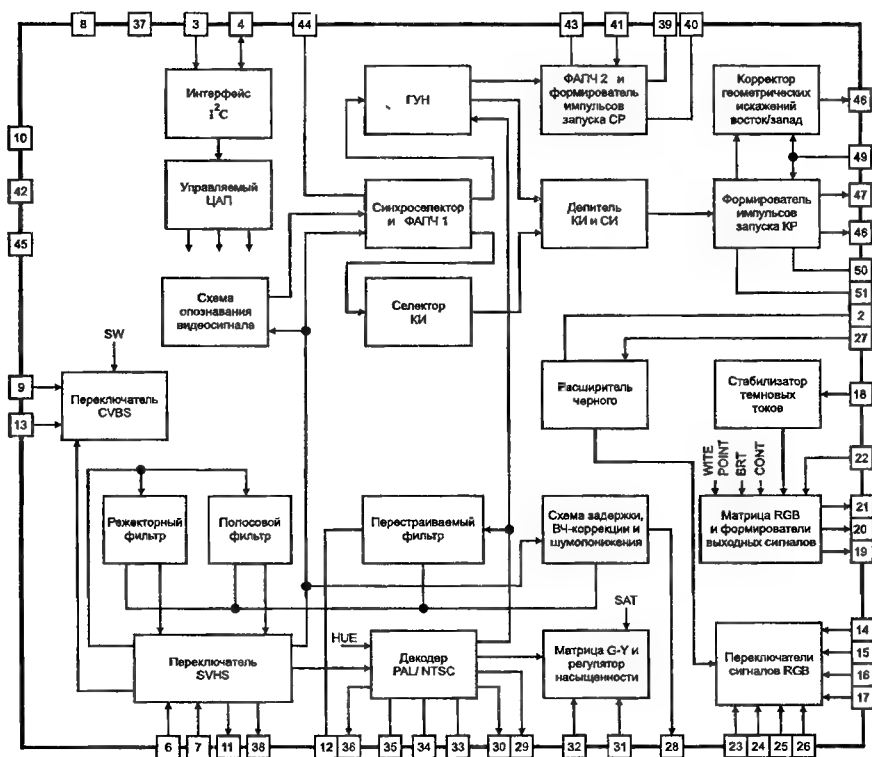 8 37 3 4 44 43 41 39 40
Интерфейс
I²C
ГУН
ФАПЧ 2 и
формирователь
импульсов
запуска СР
Корректор
геометрических
искажений
восток/запад
46
10
49
42
Управляемый
ЦАП
Синхроселектор
и ФАПЧ 1
Делитель
КИ и СИ
Формирователь
импульсов
запуска КР
47
46
45
50
51
Схема
опознавания
видеосигнала
Селектор
КИ
2
27
SW
9
13
Переключатель
CVBS
Расширитель
черного
Стабилизатор
темновых
токов
18
WITE
POINT
BRT
CONT
22
Режекторный
фильтр
Полосовой
фильтр
Перестраиваемый
фильтр
Схема задержки,
ВЧ-коррекции и
шумопонижения
Матрица RGB
и формирователи
выходных сигналов
21
20
19
SAT
HUE
Переключатель
SVHS
Декодер
PAL/ NTSC
Матрица G-Y и
регулятор
насыщенности
Переключатели
сигналов RGB
14
15
16
17
6 7 11 38 12 36 35 34 33 30 29 32 31 28 23 24 25 26